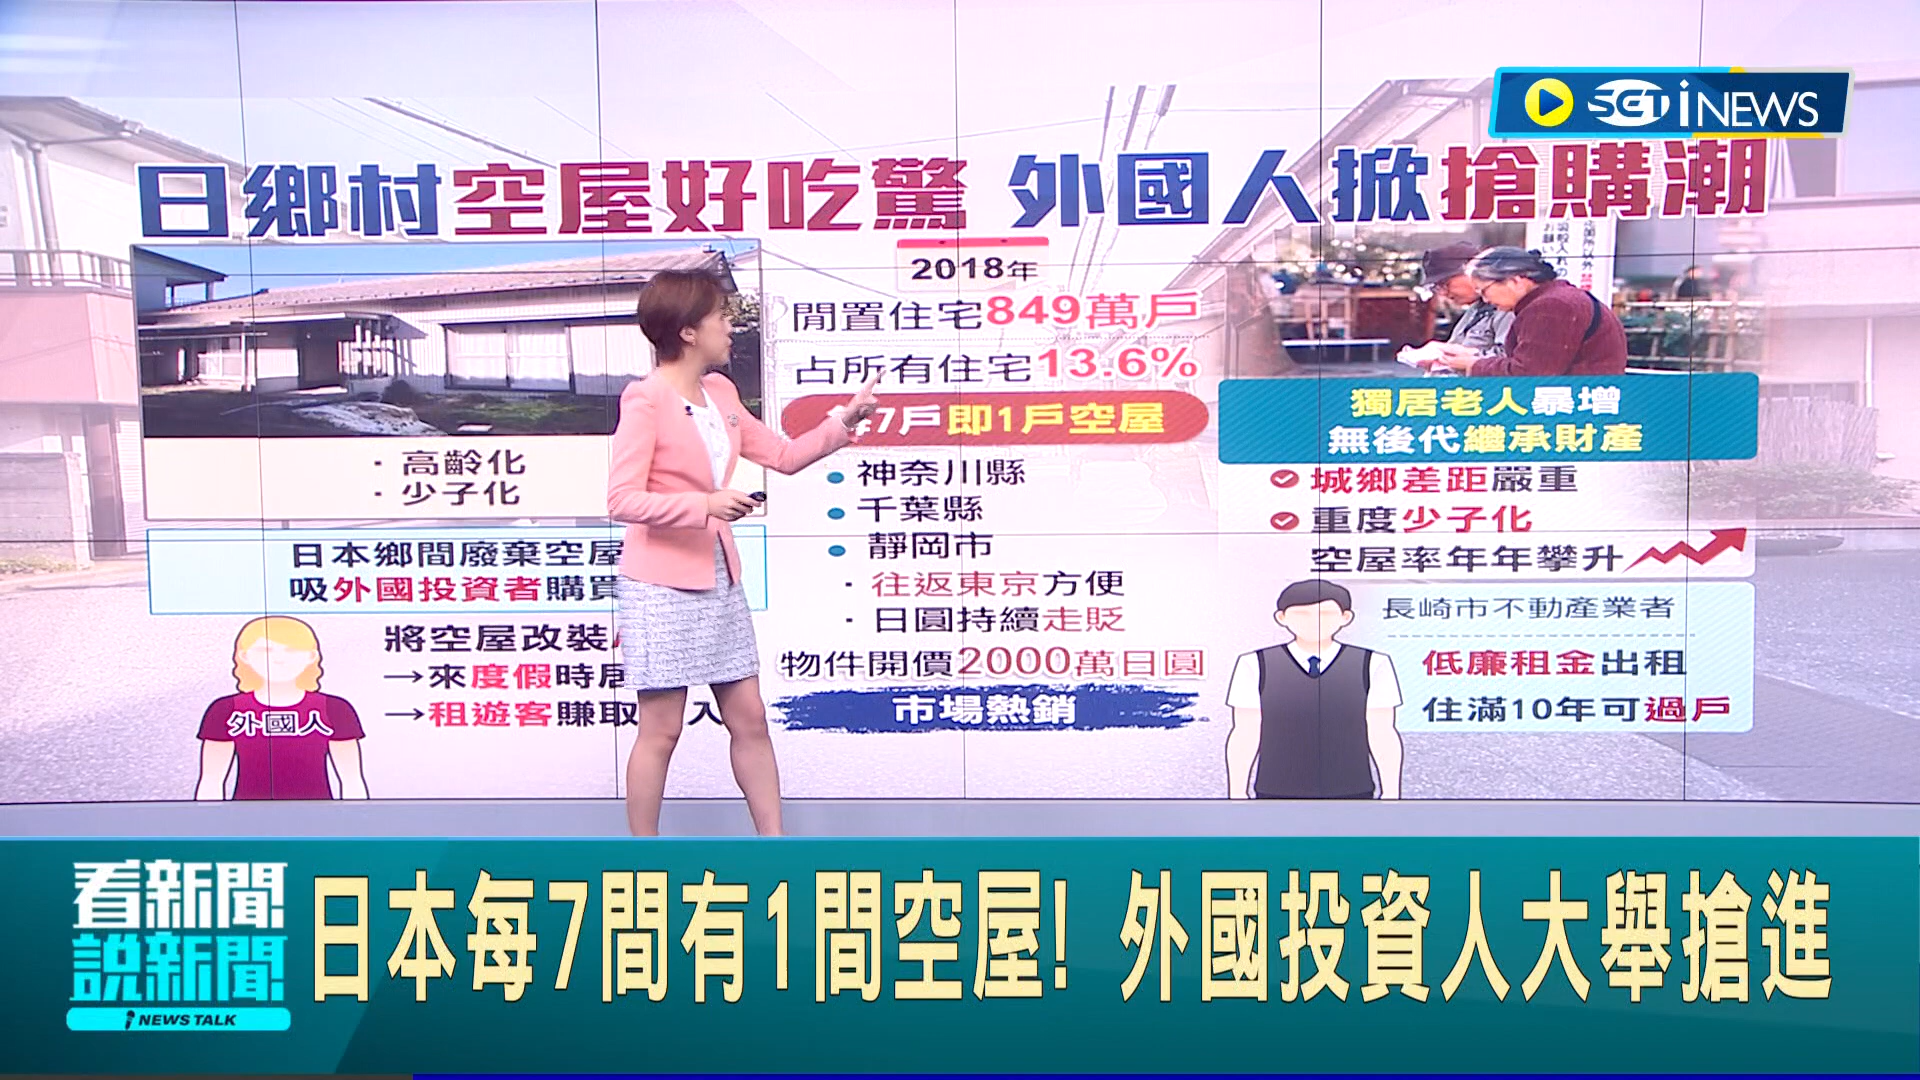 SET iNEWS
日鄉村空屋好吃驚 外國人掀搶購潮
・高齡化
・少子化
日本鄉間廢棄空屋
吸外國投資者購買
外國人
將空屋改裝
→來度假時居
→租遊客賺取 入
2018年
閒置住宅849萬戶
占所有住宅13.6%
每7戶即1戶空屋
神奈川縣
千葉縣
靜岡市
・往返東京方便
・日圓持續走貶
物件開價2000萬日圓
市場熱銷
獨居老人暴增
無後代繼承財產
城鄉差距嚴重
重度少子化
空屋率年年攀升
長崎市不動產業者
低廉租金出租
住滿10年可過戶
看新聞
說新聞
iNEWS TALK
日本每7間有1間空屋! 外國投資人大舉搶進